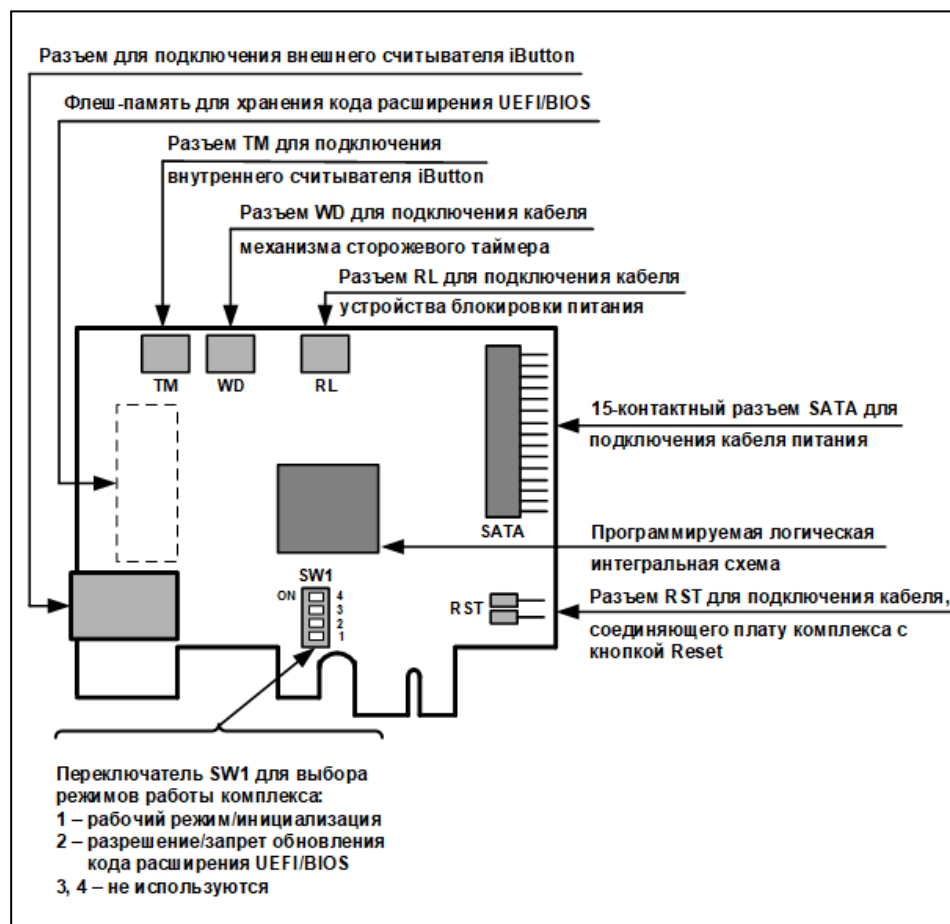 Разъем для подключения внешнего считывателя iButton
Флеш-память для хранения кода расширения UEFI/BIOS
Разъем TM для подключения
внутреннего считывателя iButton
Разъем WD для подключения кабеля
механизма сторожевого таймера
Разъем RL для подключения кабеля
устройства блокировки питания
TM WD RL
15-контактный разъем SATA для
подключения кабеля питания
SATA
Программируемая логическая
интегральная схема
SW1
ON 4
3
2
1
RST
Разъем RST для подключения кабеля,
соединяющего плату комплекса с
кнопкой Reset
Переключатель SW1 для выбора
режимов работы комплекса:
1 – рабочий режим/инициализация
2 – разрешение/запрет обновления
кода расширения UEFI/BIOS
3, 4 – не используются